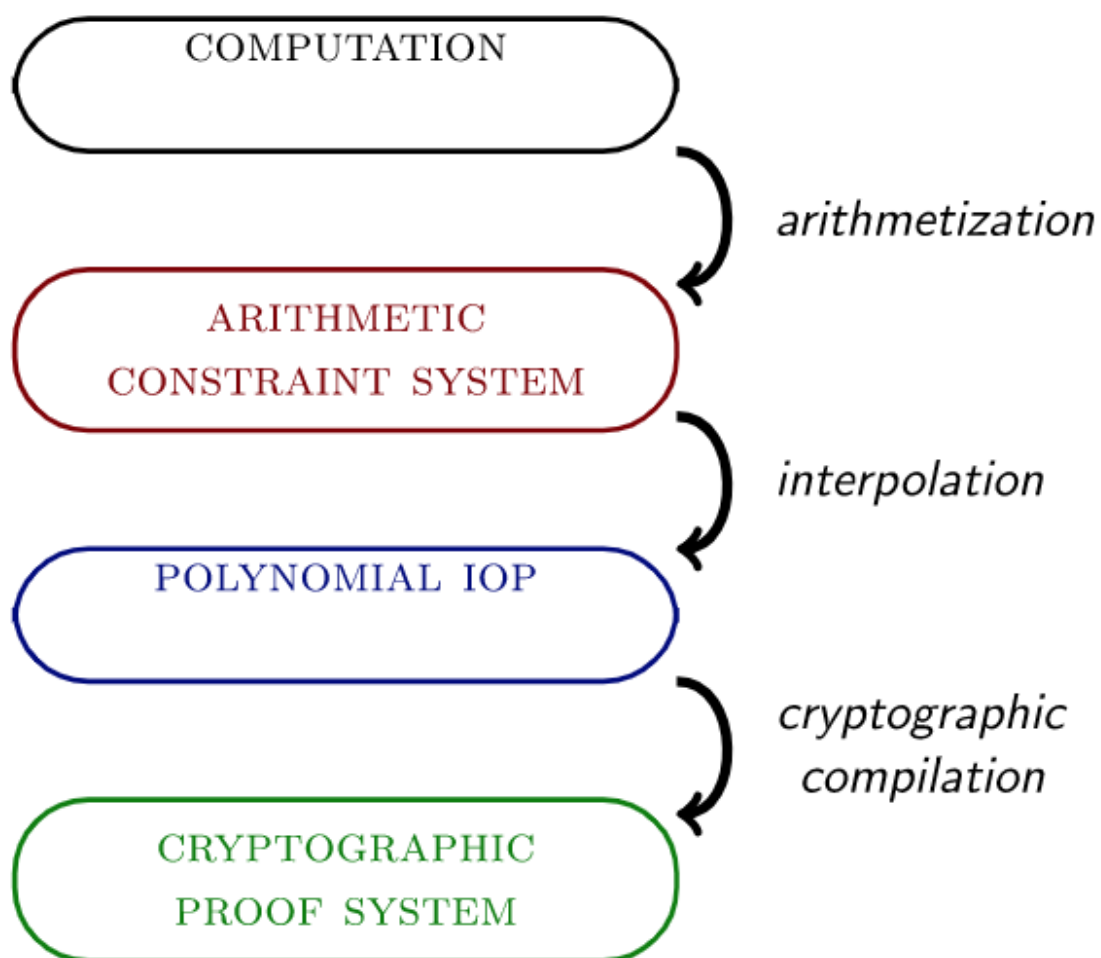 COMPUTATION
arithmetization
ARITHMETIC
CONSTRAINT SYSTEM
interpolation
POLYNOMIAL IOP
cryptographic
compilation
CRYPTOGRAPHIC
PROOF SYSTEM